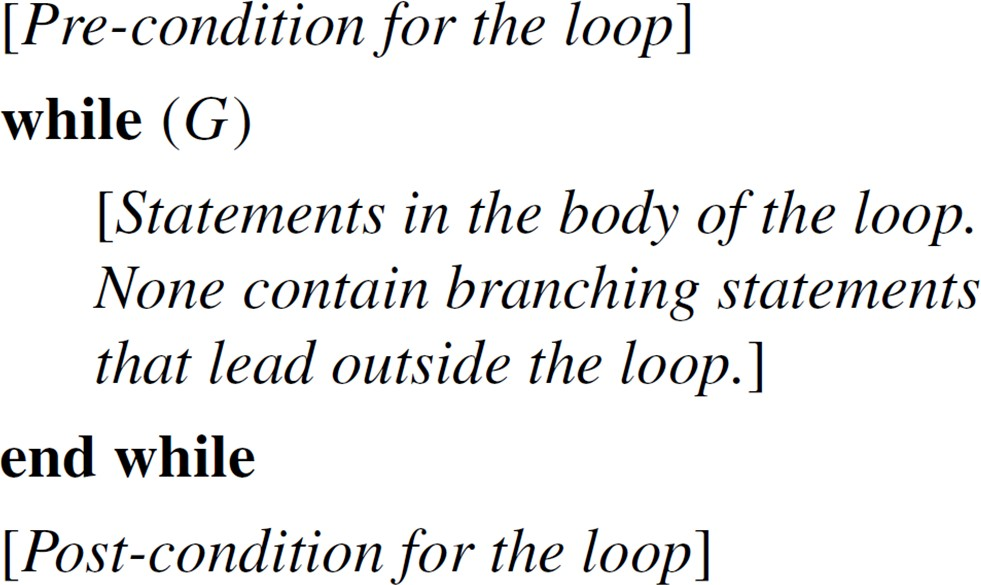 [Pre-condition for the loop]
while (G)
[Statements in the body of the loop.
None contain branching statements
that lead outside the loop.]
end while
[Post-condition for the loop]